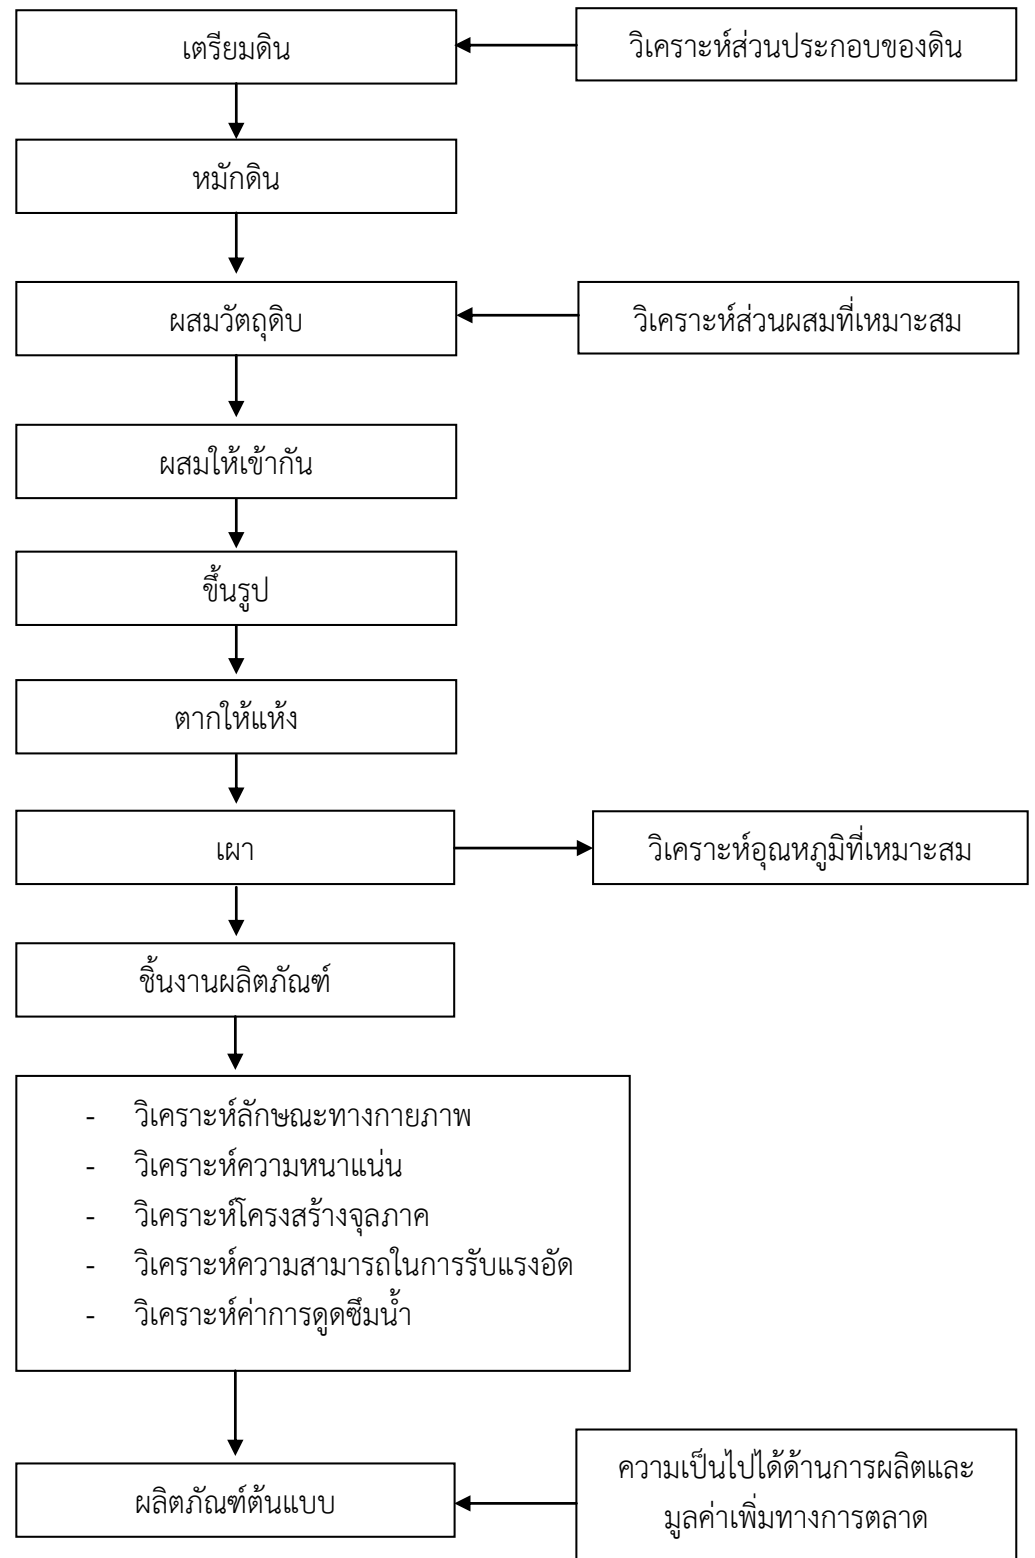 เตรียมดิน
วิเคราะห์ส่วนประกอบของดิน
หมักดิน
ผสมวัตถุดิบ
วิเคราะห์ส่วนผสมที่เหมาะสม
ผสมให้เข้ากัน
ขึ้นรูป
ตากให้แห้ง
เผา
วิเคราะห์อุณหภูมิที่เหมาะสม
ชิ้นงานผลิตภัณฑ์
- วิเคราะห์ลักษณะทางกายภาพ
- วิเคราะห์ความหนาแน่น
- วิเคราะห์โครงสร้างจุลภาค
- วิเคราะห์ความสามารถในการรับแรงอัด
- วิเคราะห์ค่าการดูดซึมน้ำ
ผลิตภัณฑ์ต้นแบบ
ความเป็นไปได้ด้านการผลิตและ
มูลค่าเพิ่มทางการตลาด